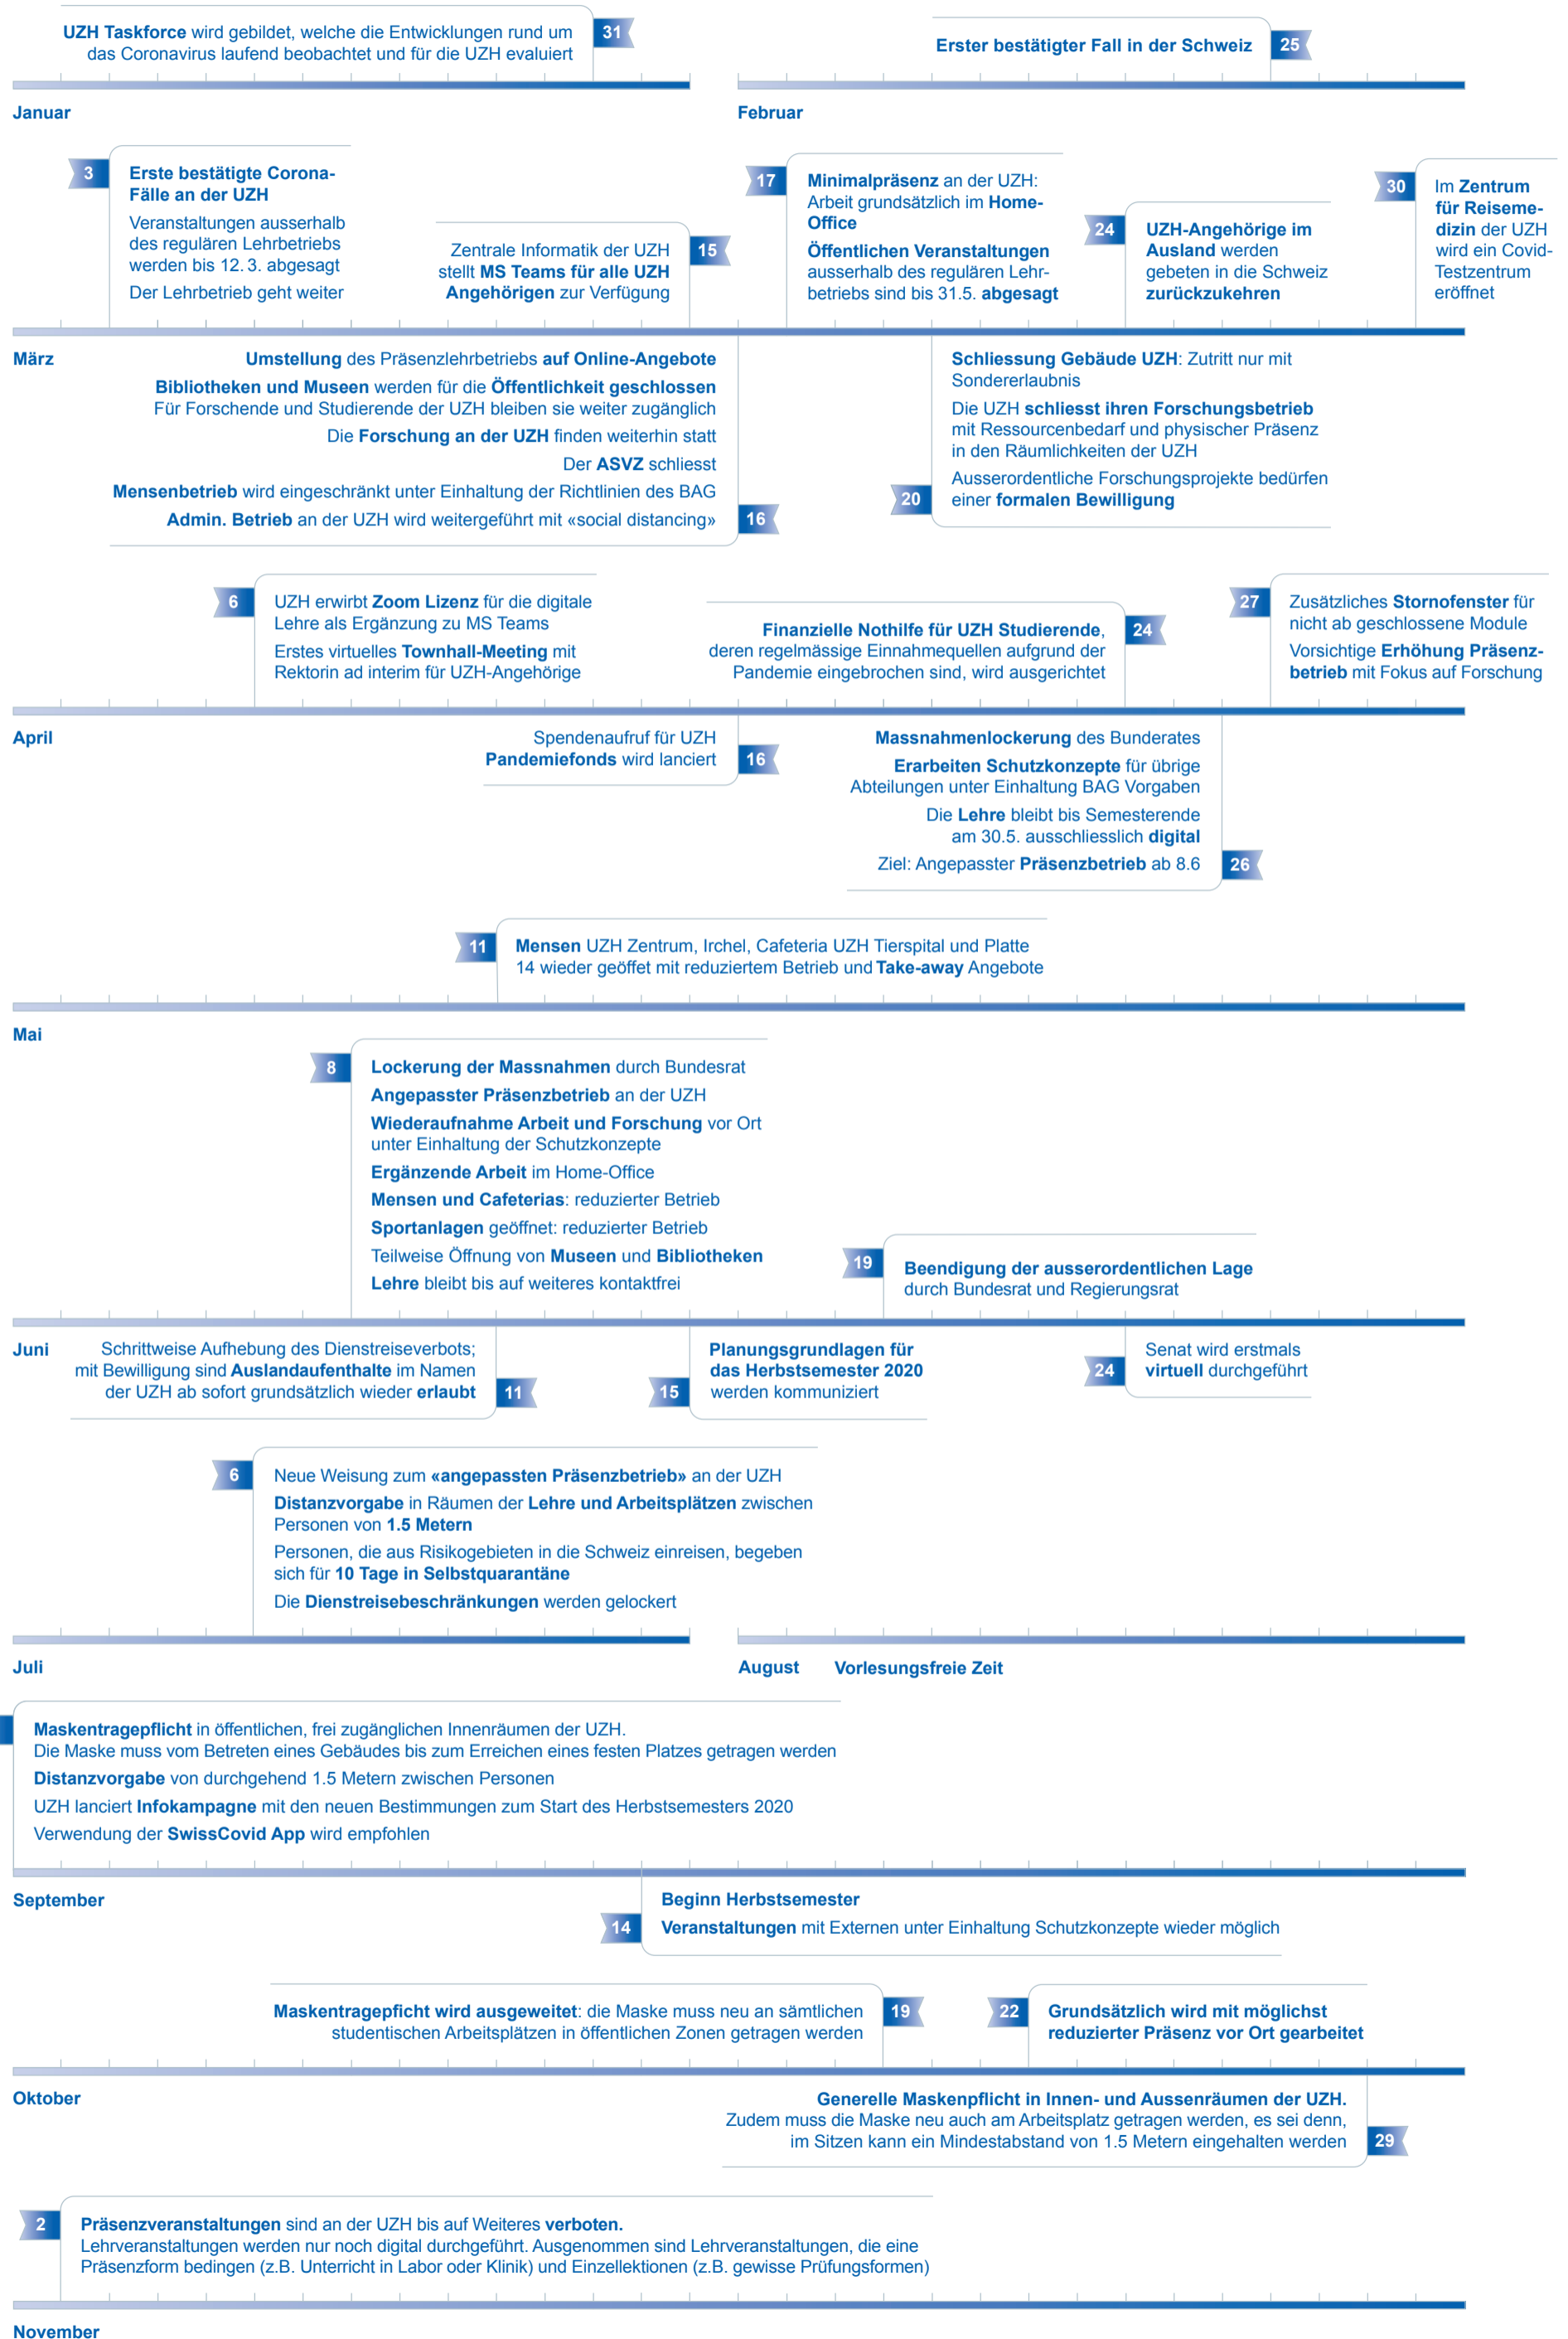 UZH Taskforce wird gebildet, welche die Entwicklungen rund um
das Coronavirus laufend beobachtet und für die UZH evaluiert
31
Erster bestätigter Fall in der Schweiz
25
Januar
Februar
3
Erste bestätigte Corona-
Fälle an der UZH
Veranstaltungen ausserhalb
des regulären Lehrbetriebs
werden bis 12. 3. abgesagt
Der Lehrbetrieb geht weiter
Zentrale Informatik der UZH
stellt MS Teams für alle UZH
Angehörigen zur Verfügung
15
17
Minimalpräsenz an der UZH:
Arbeit grundsätzlich im Home-
Office
Öffentlichen Veranstaltungen
ausserhalb des regulären Lehr-
betriebs sind bis 31.5. abgesagt
24
UZH-Angehörige im
Ausland werden
gebeten in die Schweiz
zurückzukehren
30
Im Zentrum
für Reiseme-
dizin der UZH
wird ein Covid-
Testzentrum
eröffnet
März
Umstellung des Präsenzlehrbetriebs auf Online-Angebote
Bibliotheken und Museen werden für die Öffentlichkeit geschlossen
Für Forschende und Studierende der UZH bleiben sie weiter zugänglich
Die Forschung an der UZH finden weiterhin statt
Der ASVZ schliesst
Mensenbetrieb wird eingeschränkt unter Einhaltung der Richtlinien des BAG
Admin. Betrieb an der UZH wird weitergeführt mit «social distancing»
16
Schliessung Gebäude UZH: Zutritt nur mit
Sondererlaubnis
Die UZH schliesst ihren Forschungsbetrieb
mit Ressourcenbedarf und physischer Präsenz
in den Räumlichkeiten der UZH
Ausserordentliche Forschungsprojekte bedürfen
einer formalen Bewilligung
20
6
UZH erwirbt Zoom Lizenz für die digitale
Lehre als Ergänzung zu MS Teams
Erstes virtuelles Townhall-Meeting mit
Rektorin ad interim für UZH-Angehörige
Finanzielle Nothilfe für UZH Studierende,
deren regelmässige Einnahmequellen aufgrund der
Pandemie eingebrochen sind, wird ausgerichtet
24
27
Zusätzliches Stornofenster für
nicht ab geschlossene Module
Vorsichtige Erhöhung Präsenz-
betrieb mit Fokus auf Forschung
April
Spendenaufruf für UZH
Pandemiefonds wird lanciert
16
Massnahmenlockerung des Bunderates
Erarbeiten Schutzkonzepte für übrige
Abteilungen unter Einhaltung BAG Vorgaben
Die Lehre bleibt bis Semesterende
am 30.5. ausschliesslich digital
Ziel: Angepasster Präsenzbetrieb ab 8.6
26
11
Mensen UZH Zentrum, Irchel, Cafeteria UZH Tierspital und Platte
14 wieder geöffet mit reduziertem Betrieb und Take-away Angebote
Mai
8
Lockerung der Massnahmen durch Bundesrat
Angepasster Präsenzbetrieb an der UZH
Wiederaufnahme Arbeit und Forschung vor Ort
unter Einhaltung der Schutzkonzepte
Ergänzende Arbeit im Home-Office
Mensen und Cafeterias: reduzierter Betrieb
Sportanlagen geöffnet: reduzierter Betrieb
Teilweise Öffnung von Museen und Bibliotheken
Lehre bleibt bis auf weiteres kontaktfrei
19
Beendigung der ausserordentlichen Lage
durch Bundesrat und Regierungsrat
Juni
Schrittweise Aufhebung des Dienstreiseverbots;
mit Bewilligung sind Auslandaufenthalte im Namen
der UZH ab sofort grundsätzlich wieder erlaubt
11
15
Planungsgrundlagen für
das Herbstsemester 2020
werden kommuniziert
24
Senat wird erstmals
virtuell durchgeführt
6
Neue Weisung zum «angepassten Präsenzbetrieb» an der UZH
Distanzvorgabe in Räumen der Lehre und Arbeitsplätzen zwischen
Personen von 1.5 Metern
Personen, die aus Risikogebieten in die Schweiz einreisen, begeben
sich für 10 Tage in Selbstquarantäne
Die Dienstreisebeschränkungen werden gelockert
Juli
August
Vorlesungsfreie Zeit
Maskentragepflicht in öffentlichen, frei zugänglichen Innenräumen der UZH.
Die Maske muss vom Betreten eines Gebäudes bis zum Erreichen eines festen Platzes getragen werden
Distanzvorgabe von durchgehend 1.5 Metern zwischen Personen
UZH lanciert Infokampagne mit den neuen Bestimmungen zum Start des Herbstsemesters 2020
Verwendung der SwissCovid App wird empfohlen
September
14
Beginn Herbstsemester
Veranstaltungen mit Externen unter Einhaltung Schutzkonzepte wieder möglich
Maskentragepficht wird ausgeweitet: die Maske muss neu an sämtlichen
studentischen Arbeitsplätzen in öffentlichen Zonen getragen werden
19
22
Grundsätzlich wird mit möglichst
reduzierter Präsenz vor Ort gearbeitet
Oktober
Generelle Maskenpflicht in Innen- und Aussenräumen der UZH.
Zudem muss die Maske neu auch am Arbeitsplatz getragen werden, es sei denn,
im Sitzen kann ein Mindestabstand von 1.5 Metern eingehalten werden
29
2
Präsenzveranstaltungen sind an der UZH bis auf Weiteres verboten.
Lehrveranstaltungen werden nur noch digital durchgeführt. Ausgenommen sind Lehrveranstaltungen, die eine
Präsenzform bedingen (z.B. Unterricht in Labor oder Klinik) und Einzellektionen (z.B. gewisse Prüfungsformen)
November